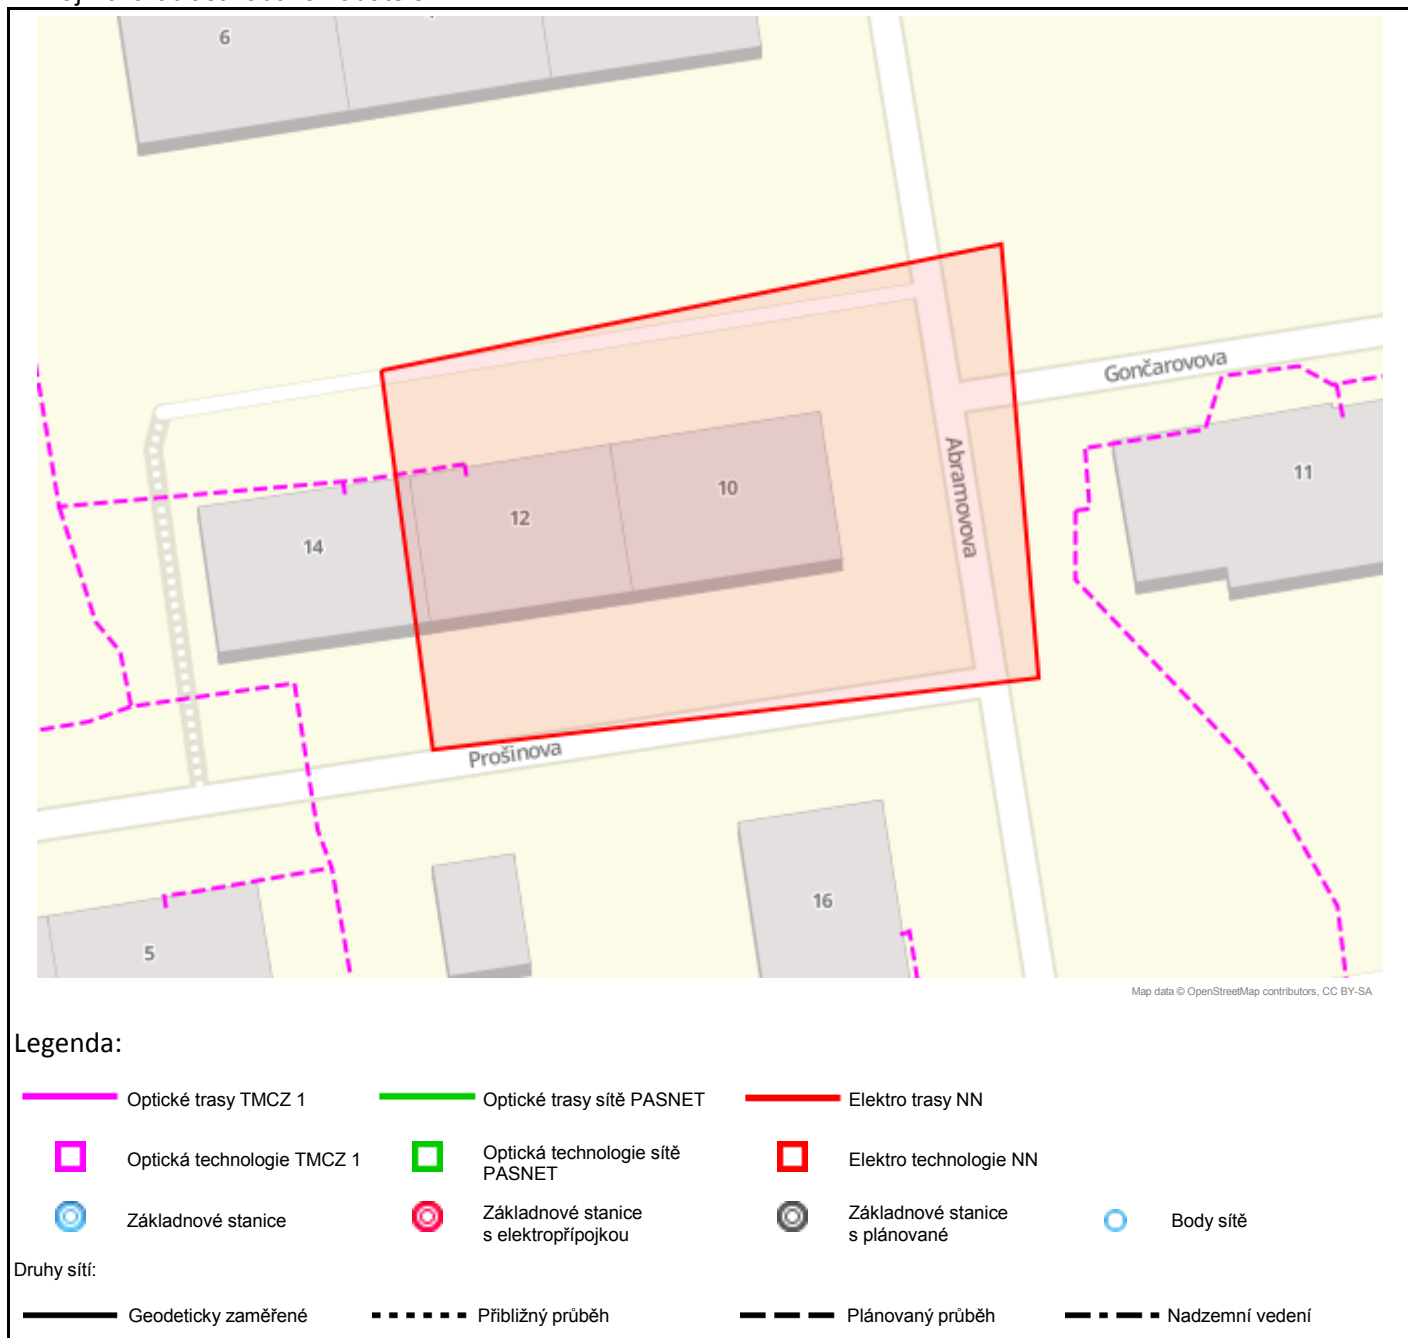 6
Gončarovova
Abramovova
11
10
12
14
Prošinova
16
5
Map data © OpenStreetMap contributors, CC BY-SA
Legenda:
Optické trasy TMCZ 1
Optické trasy sítě PASNET
Elektro trasy NN
Optická technologie TMCZ 1
Optická technologie sítě
PASNET
Elektro technologie NN
Základnové stanice
Základnové stanice
s elektropřípojkou
Základnové stanice
s plánované
Body sítě
Druhy sítí:
Geodeticky zaměřené
Přibližný průběh
Plánovaný průběh
Nadzemní vedení